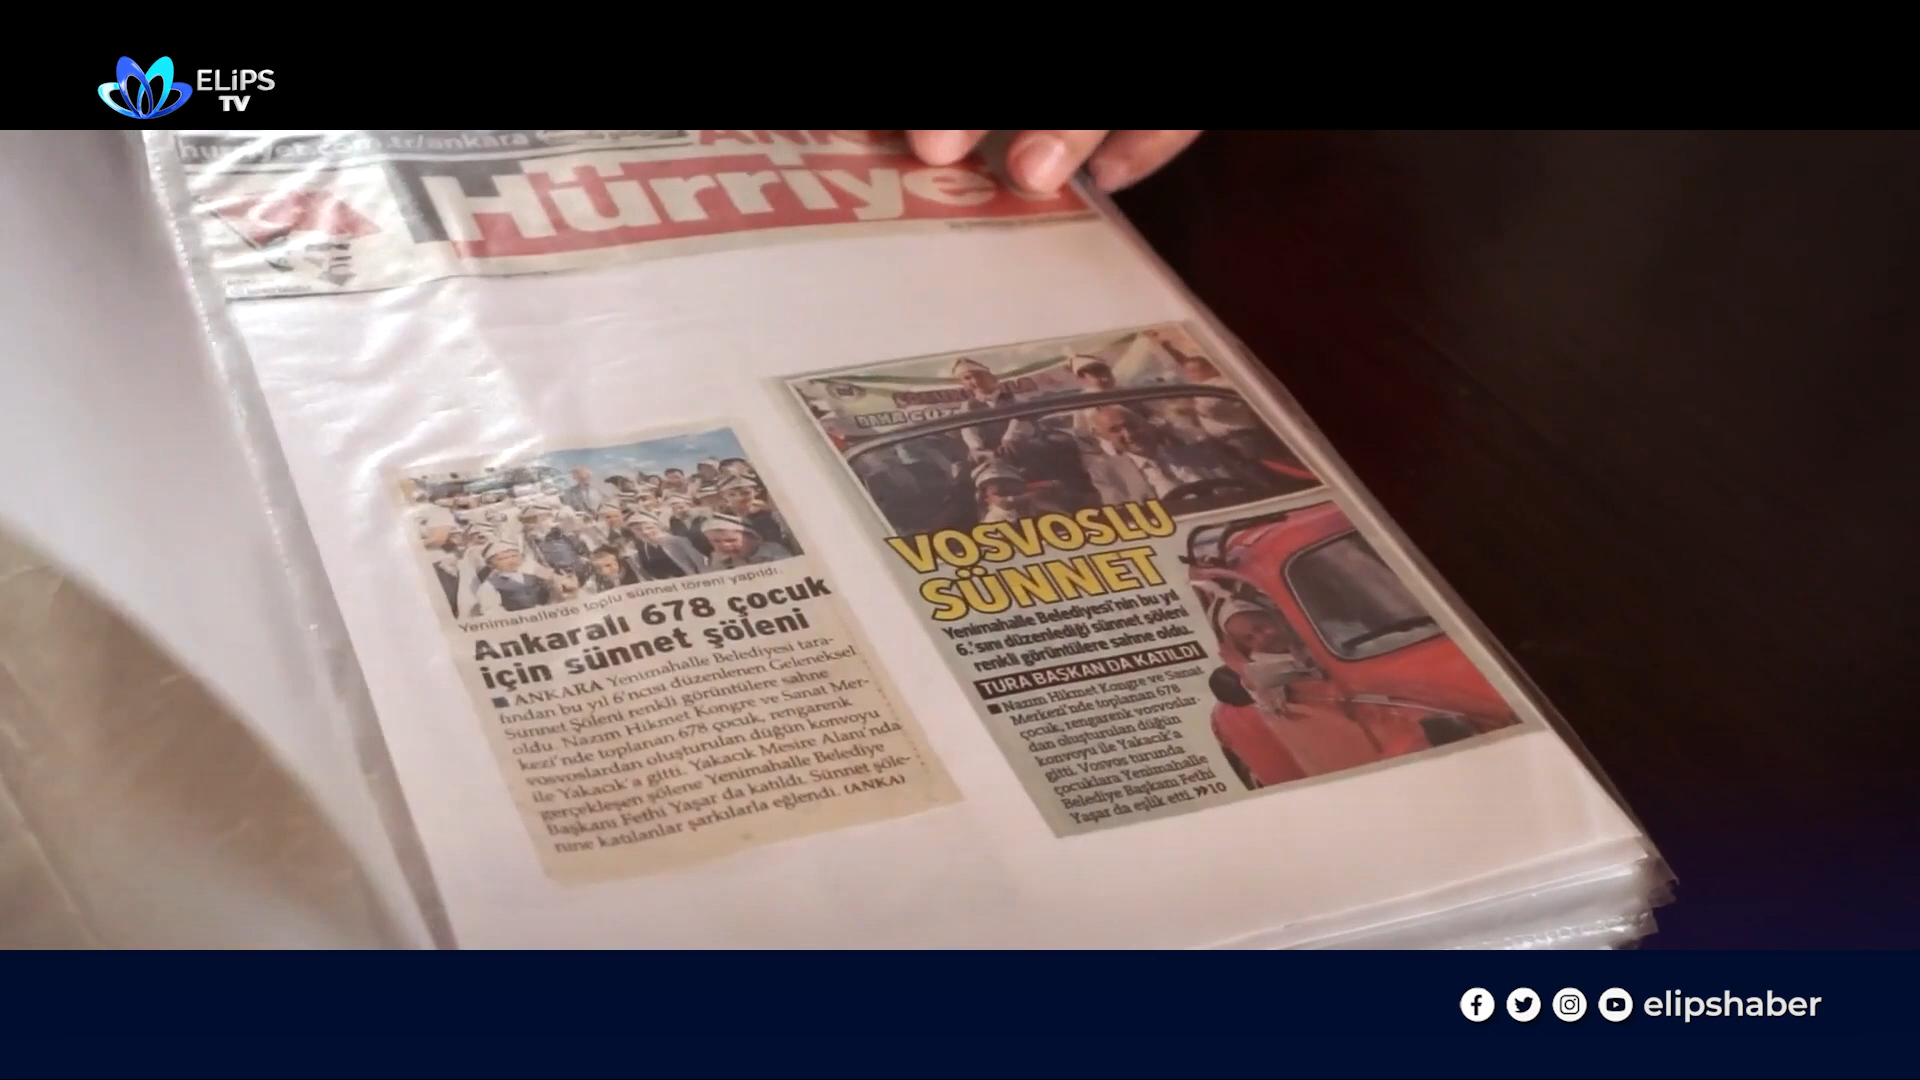 ELiPS
TV
hurriyet.com.tr/ankara
Hürriyet
DAHA
Yenimahalle'de toplu sünnet töreni yapıldı.
Ankaralı 678 çocuk
için sünnet şöleni
■ ANKARA Yenimahalle Belediyesi tara-
fından bu yıl 6'ncısı düzenlenen Geleneksel
Sünnet Şöleni renkli görüntülere sahne
oldu. Nazım Hikmet Kongre ve Sanat Mer-
kezi'nde toplanan 678 çocuk, rengarenk
vosvoslardan oluşturulan düğün konvoyu
ile Yakacık'a gitti. Yakacık Mesire Alanı'nda
gerçekleşen şölene Yenimahalle Belediye
Başkanı Fethi Yaşar da katıldı. Sünnet şöle-
nine katılanlar şarkılarla eğlendi. (ANKA)
VOSVOSLU
SÜNNET
Yenimahalle Belediyesi'nin bu yıl
6.'sını düzenlediği sünnet şöleni
renkli görüntülere sahne oldu.
TURA BAŞKAN DA KATILDI
■ Nazım Hikmet Kongre ve Sanat
Merkezi'nde toplanan 678
çocuk, rengarenk vosvoslar-
dan oluşturulan düğün
konvoyu ile Yakacık'a
gitti. Vosvos turunda
çocuklara Yenimahalle
Belediye Başkanı Fethi
Yaşar da eşlik etti. »10
elipshaber